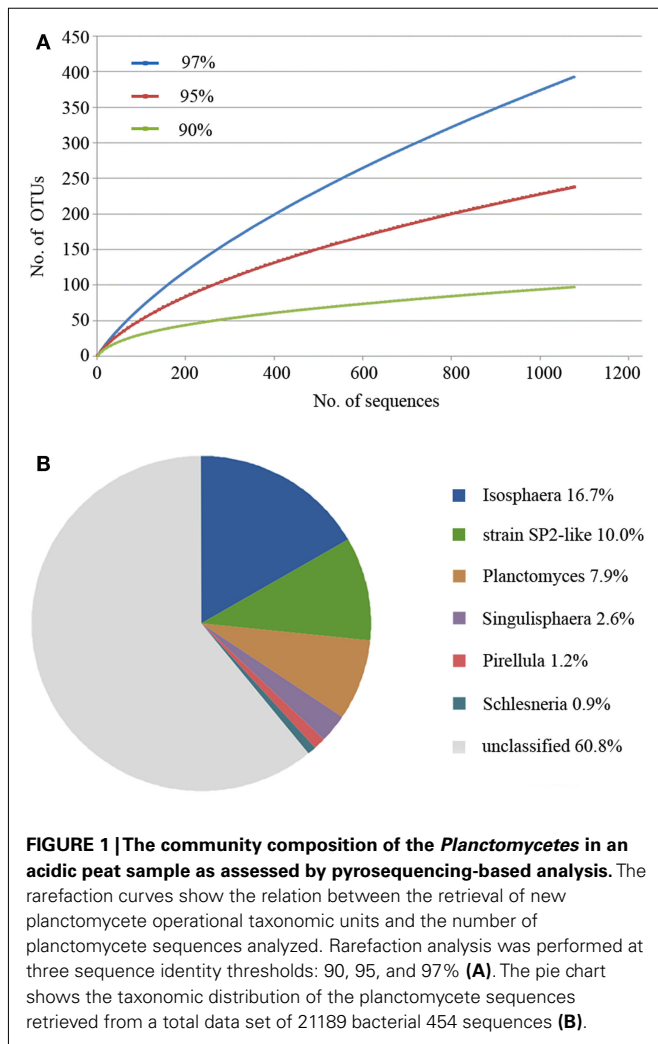 A
450
400
350
300
250
200
150
100
50
0
No. of OTUs
97%
95%
90%
0 200 400 600 800 1000 1200
No. of sequences
B
Isosphaera 16.7%
strain SP2-like 10.0%
Planctomyces 7.9%
Singulisphaera 2.6%
Pirellula 1.2%
Schlesneria 0.9%
unclassified 60.8%
FIGURE 1 | The community composition of the Planctomycetes in an
acidic peat sample as assessed by pyrosequencing-based analysis. The
rarefaction curves show the relation between the retrieval of new
planctomycete operational taxonomic units and the number of
planctomycete sequences analyzed. Rarefaction analysis was performed at
three sequence identity thresholds: 90, 95, and 97% (A). The pie chart
shows the taxonomic distribution of the planctomycete sequences
retrieved from a total data set of 21189 bacterial 454 sequences (B).